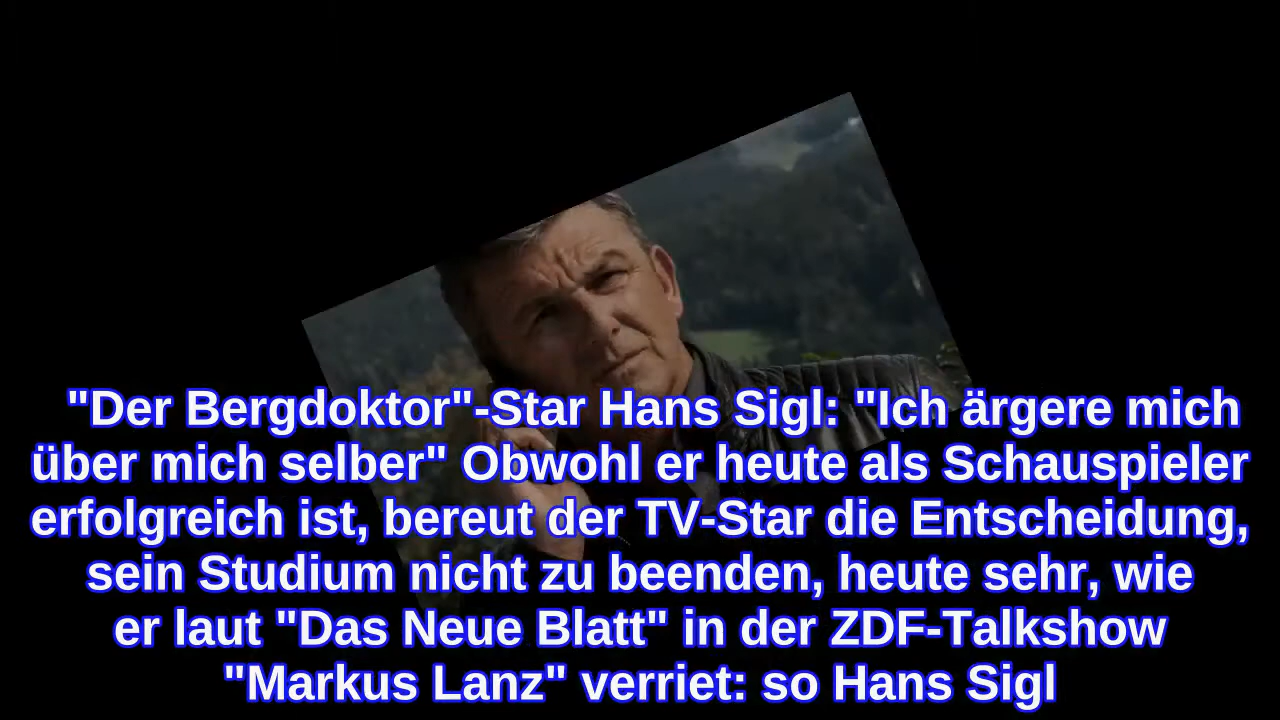 "Der Bergdoktor"-Star Hans Sigl: "Ich ärgere mich
über mich selber" Obwohl er heute als Schauspieler
erfolgreich ist, bereut der TV-Star die Entscheidung,
sein Studium nicht zu beenden, heute sehr, wie
er laut "Das Neue Blatt" in der ZDF-Talkshow
"Markus Lanz" verriet: so Hans Sigl